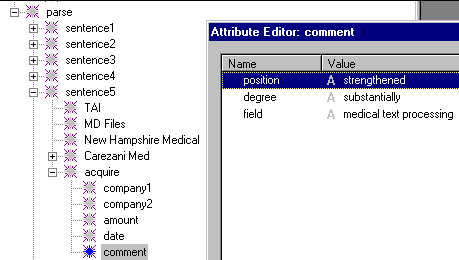 parse
sentence1
sentence2
sentence3
sentence4
sentence5
TAI
MD Files
New Hampshire Medical
Carezani Med
acquire
company1
company2
amount
date
comment
Attribute Editor: comment
Name Value
position A strengthened
degree A substantially
field A medical text processing